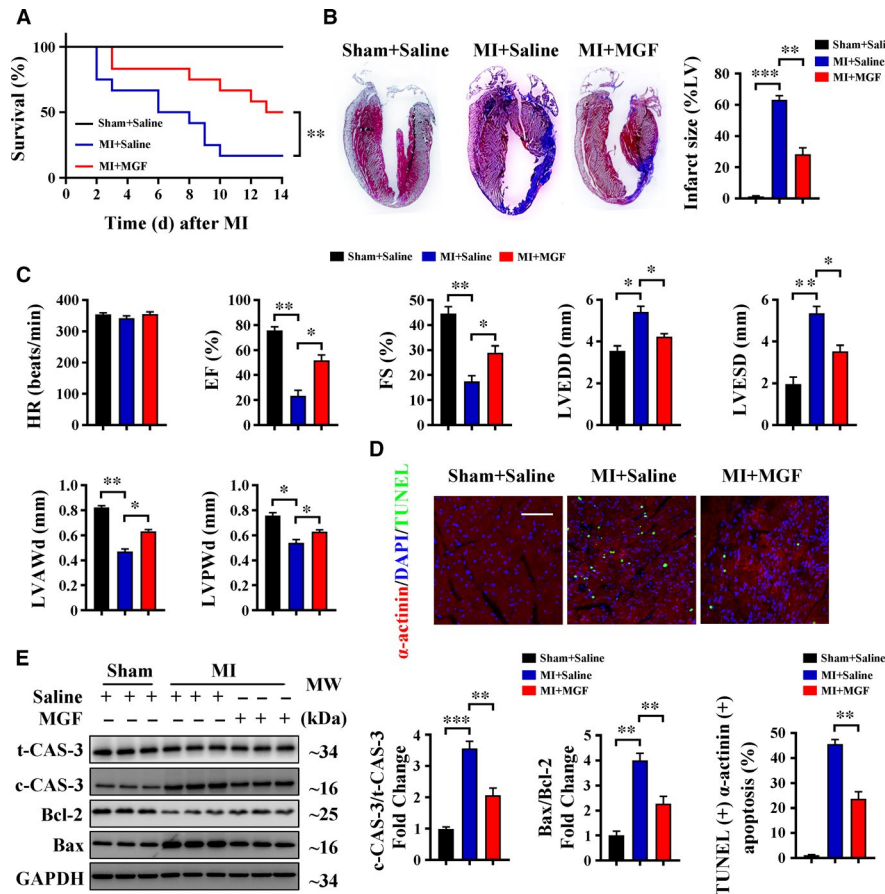 A
Survival (%)
100
50
0
Sham+Saline
MI+Saline
MI+MGF
**
0 2 4 6 8 10 12 14
Time (d) after MI
B
Sham+Saline MI+Saline MI+MGF
Infarct size (%LV)
80
60
40
20
0
*** **
Sham+Saline
MI+Saline
MI+MGF
C
Sham+Saline MI+Saline MI+MGF
HR (beats/min)
400
350
300
250
200
150
100
50
0
EF (%)
100
80
60
40
20
0
**
*
FS (%)
50
40
30
20
10
0
**
*
LVEDD (mm)
6
4
2
0
* *
LVESD (mm)
6
4
2
0
** *
LVAWd (mm)
1.0
0.8
0.6
0.4
0.2
0.0
**
*
LVPWd (mm)
1.0
0.8
0.6
0.4
0.2
0.0
*
*
D
Sham+Saline MI+Saline MI+MGF
α-actinin/DAPI/TUNEL
E
Sham MI MW
Saline + + + + + + − − −
MGF − − − − − − + + + (kDa)
t-CAS-3 ~34
c-CAS-3 ~16
Bcl-2 ~25
Bax ~16
GAPDH ~34
Sham+Saline
MI+Saline
MI+MGF
c-CAS-3/t-CAS-3
Fold Change
4
3
2
1
0
*** **
Bax/Bcl-2
Fold Change
5
4
3
2
1
0
** **
Sham+Saline
MI+Saline
MI+MGF
TUNEL (+) α-actinin (+)
apoptosis (%)
50
40
30
20
10
0
**